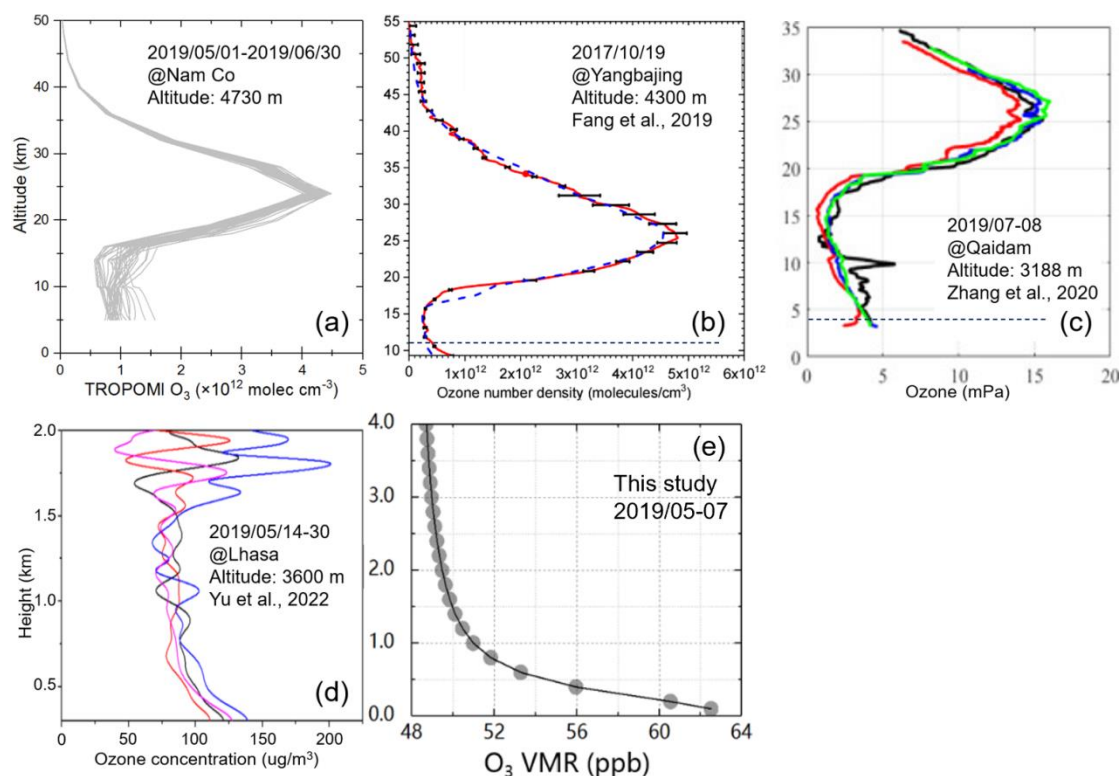 50
40
30
20
10
0
Altitude (km)
2019/05/01-2019/06/30
@Nam Co
Altitude: 4730 m
(a)
0 1 2 3 4 5
TROPOMI O₃ (×10¹² molec cm⁻³)
55
50
45
40
35
30
25
20
15
10
2017/10/19
@Yangbajing
Altitude: 4300 m
Fang et al., 2019
(b)
0 1x10¹² 2x10¹² 3x10¹² 4x10¹² 5x10¹² 6x10¹²
Ozone number density (molecules/cm³)
35
30
25
20
15
10
5
0
2019/07-08
@Qaidam
Altitude: 3188 m
Zhang et al., 2020
(c)
0 5 10 15 20
Ozone (mPa)
2.0
1.5
1.0
0.5
Height (km)
2019/05/14-30
@Lhasa
Altitude: 3600 m
Yu et al., 2022
(d)
0 50 100 150 200
Ozone concentration (ug/m³)
4.0
3.0
2.0
1.0
0.0
(e)
This study
2019/05-07
48 52 56 60 64
O₃ VMR (ppb)